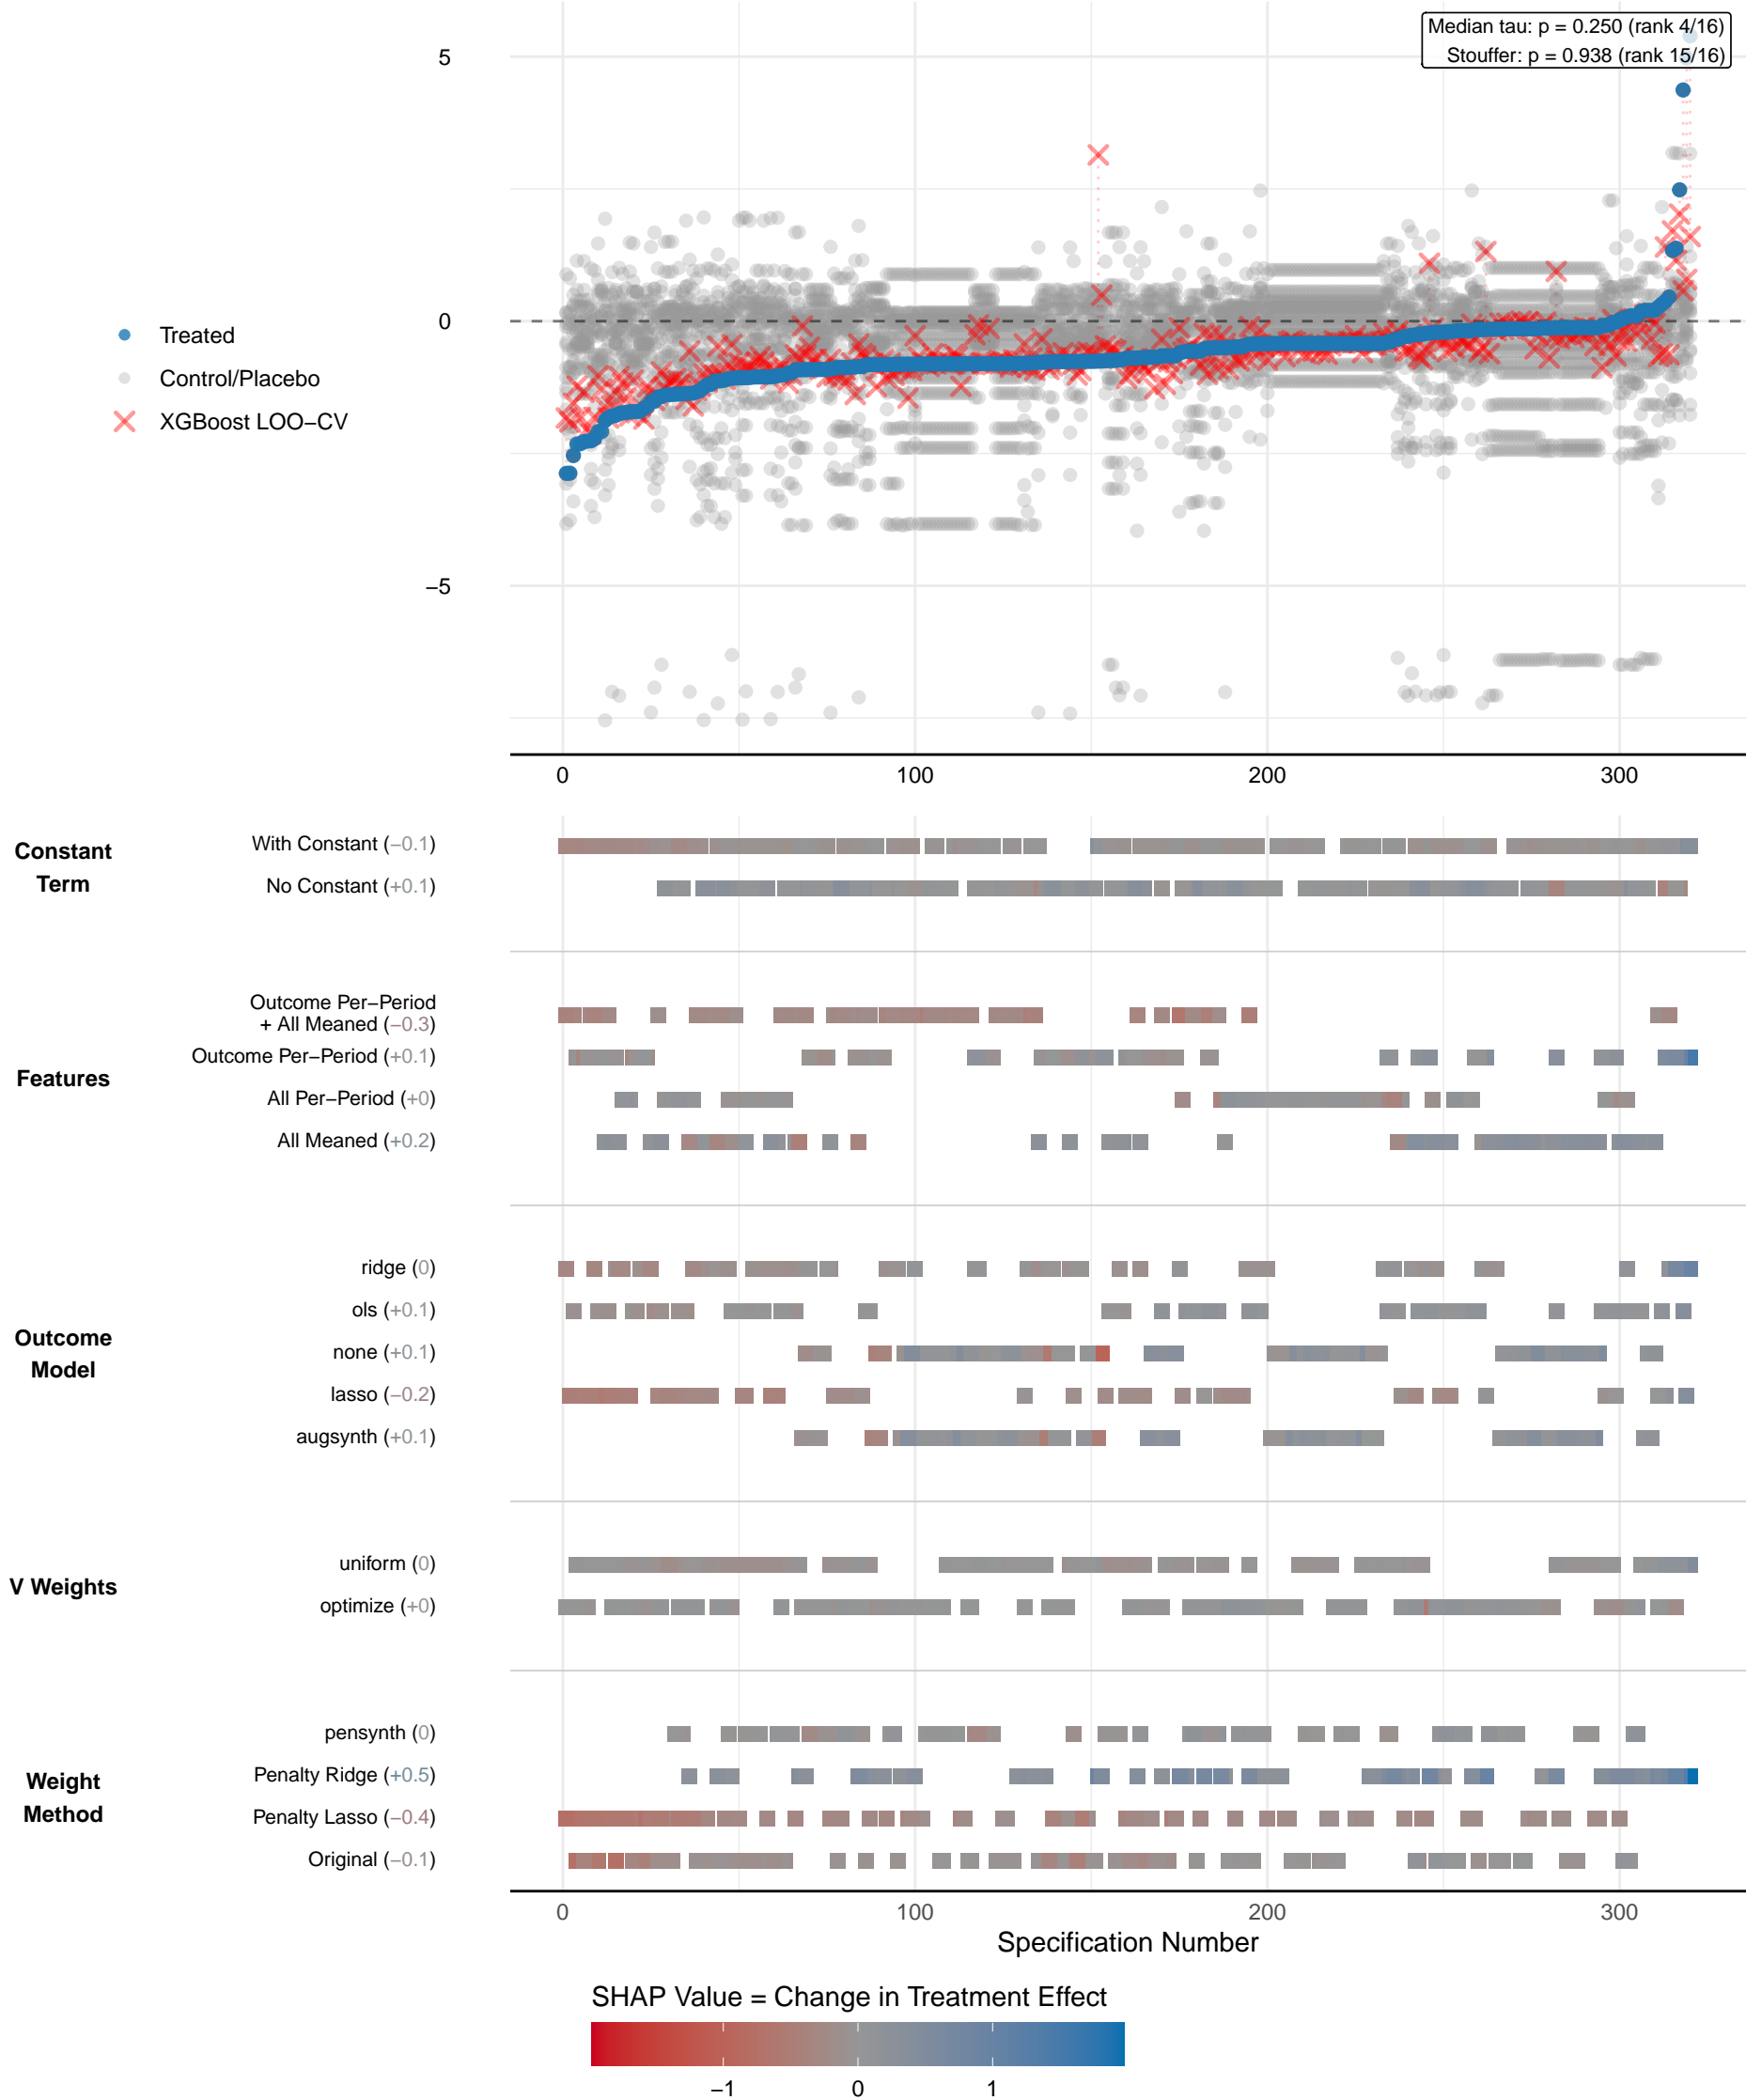 Median tau: p = 0.250 (rank 4/16)
Stouffer: p = 0.938 (rank 15/16)
5
0
−5
Treated
Control/Placebo
XGBoost LOO−CV
0 100 200 300
Constant
Term
With Constant (−0.1)
No Constant (+0.1)
Features
Outcome Per−Period
+ All Meaned (−0.3)
Outcome Per−Period (+0.1)
All Per−Period (+0)
All Meaned (+0.2)
Outcome
Model
ridge (0)
ols (+0.1)
none (+0.1)
lasso (−0.2)
augsynth (+0.1)
V Weights
uniform (0)
optimize (+0)
Weight
Method
pensynth (0)
Penalty Ridge (+0.5)
Penalty Lasso (−0.4)
Original (−0.1)
0 100 200 300
Specification Number
SHAP Value = Change in Treatment Effect
−1 0 1